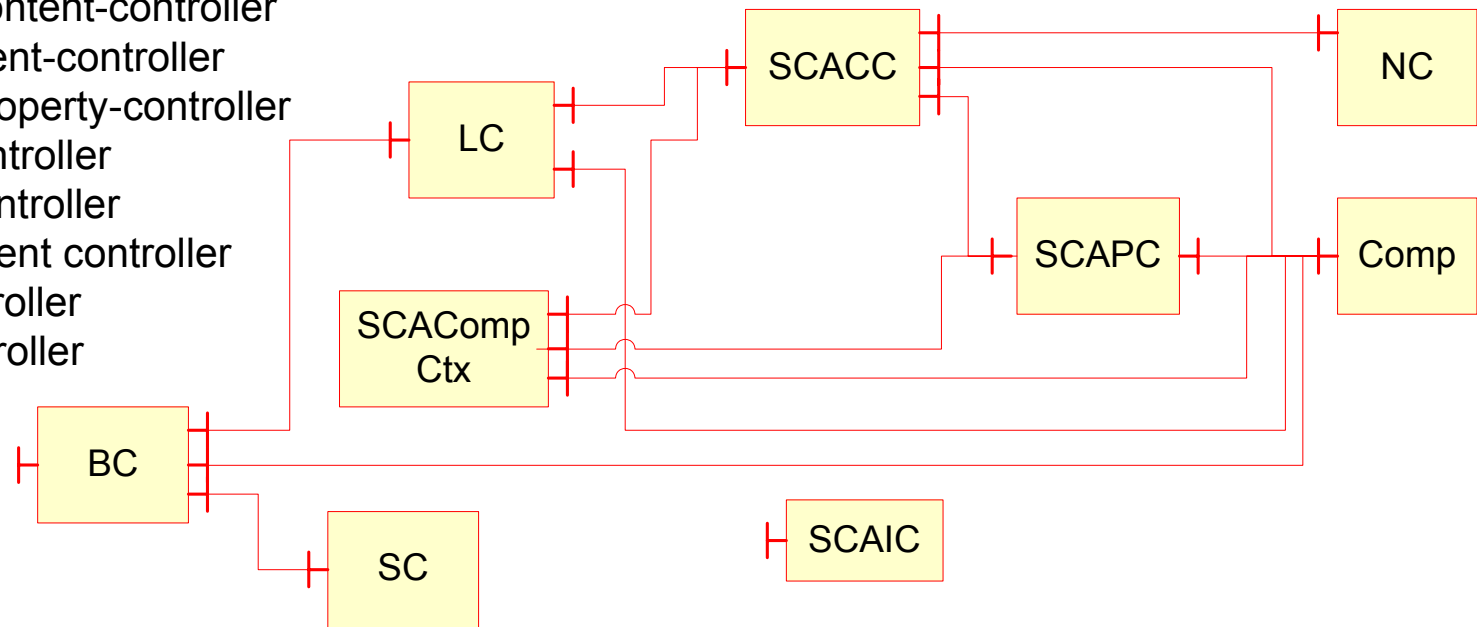 ontent-controller
ent-controller
operty-controller
ntroller
ontroller
ent controller
roller
roller
SCACC
NC
LC
SCAPC
Comp
SCAComp
Ctx
BC
SCAIC
SC